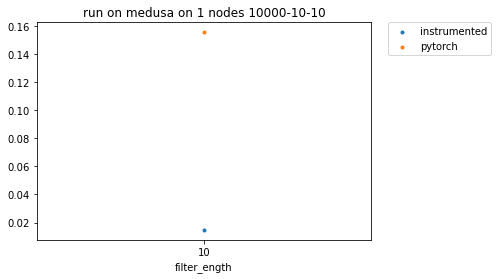 run on medusa on 1 nodes 10000-10-10
0.16
0.14
0.12
0.10
0.08
0.06
0.04
0.02
10
filter_ength
instrumented
pytorch